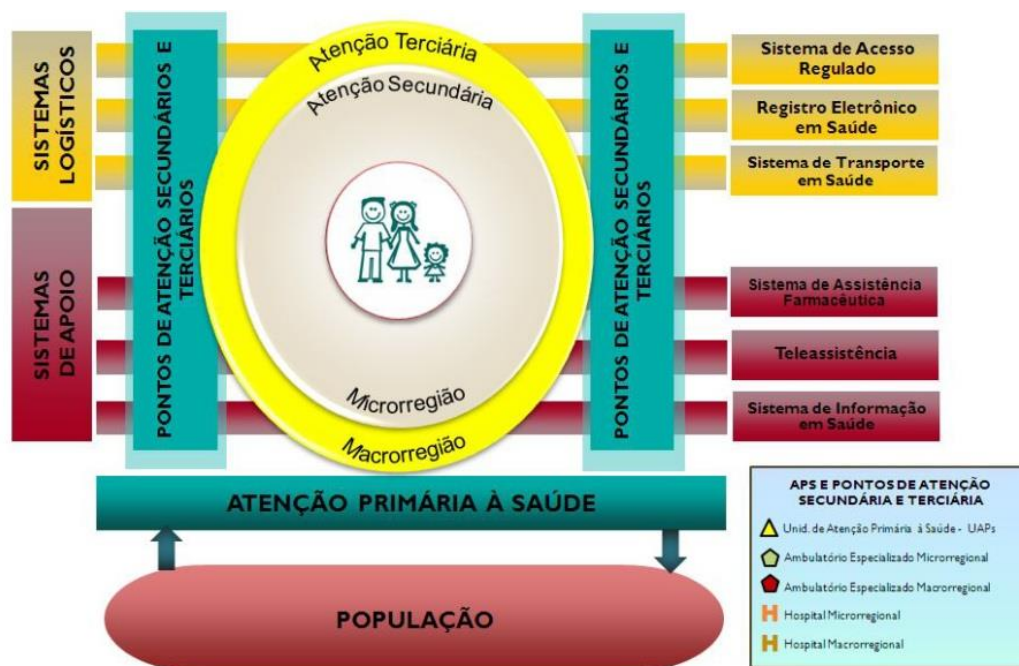 SISTEMAS
LOGÍSTICOS
SISTEMAS
DE APOIO
PONTOS DE ATENÇÃO SECUNDÁRIOS E
TERCIÁRIOS
Atenção Terciária
Atenção Secundária
Microrregião
Macrorregião
PONTOS DE ATENÇÃO SECUNDÁRIOS E
TERCIÁRIOS
Sistema de Acesso
Regulado
Registro Eletrônico
em Saúde
Sistema de Transporte
em Saúde
Sistema de Assistência
Farmacêutica
Teleassistência
Sistema de Informação
em Saúde
ATENÇÃO PRIMÁRIA À SAÚDE
POPULAÇÃO
APS E PONTOS DE ATENÇÃO
SECUNDÁRIA E TERCIÁRIA
Unid. de Atenção Primária à Saúde - UAPs
Ambulatório Especializado Microrregional
Ambulatório Especializado Macrorregional
H Hospital Microrregional
H Hospital Macrorregional